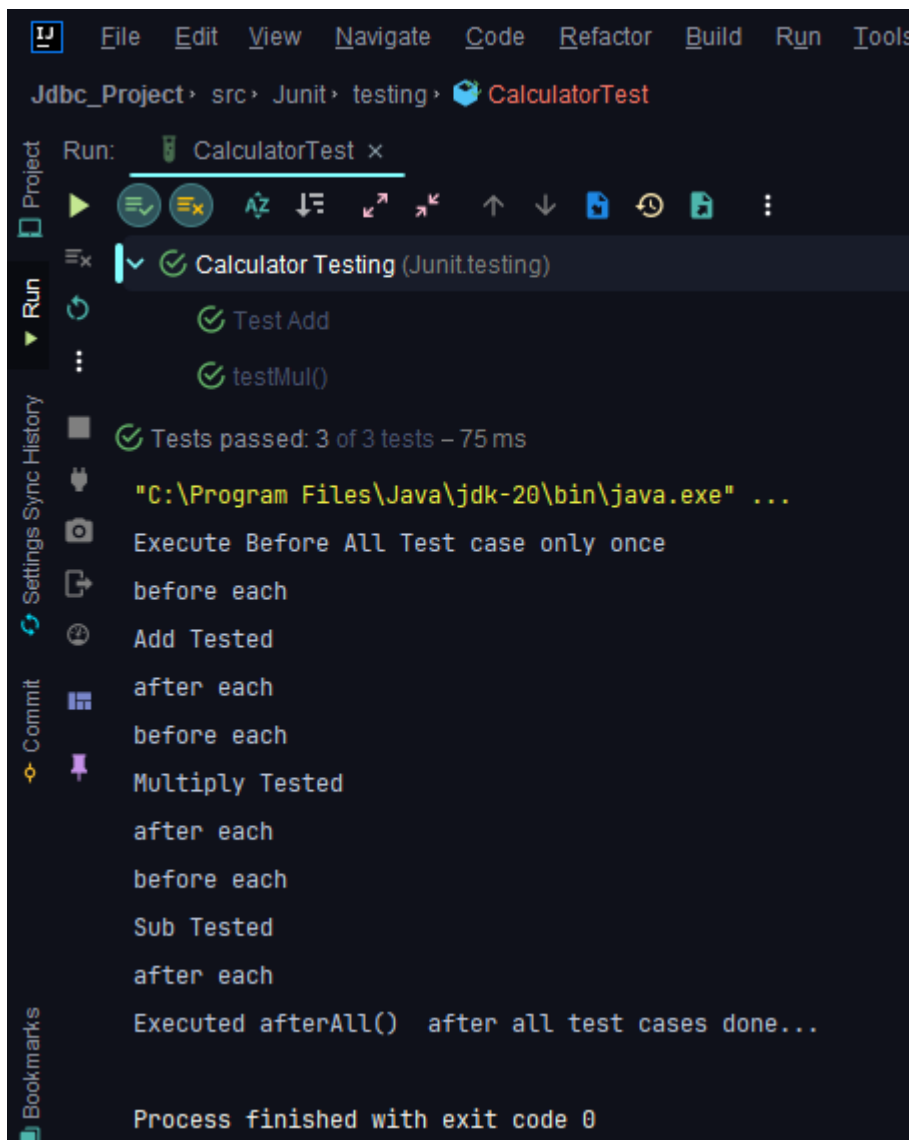 IJ File Edit View Navigate Code Refactor Build Run Tools
Jdbc_Project › src › Junit › testing › CalculatorTest
Project
Run: CalculatorTest ×
AZ
Calculator Testing (Junit.testing)
Run
Test Add
testMul()
Settings Sync History
Tests passed: 3 of 3 tests – 75 ms
"C:\Program Files\Java\jdk-20\bin\java.exe" ...
Execute Before All Test case only once
before each
Add Tested
after each
Commit
before each
Multiply Tested
after each
before each
Sub Tested
after each
Bookmarks
Executed afterAll()  after all test cases done...
Process finished with exit code 0